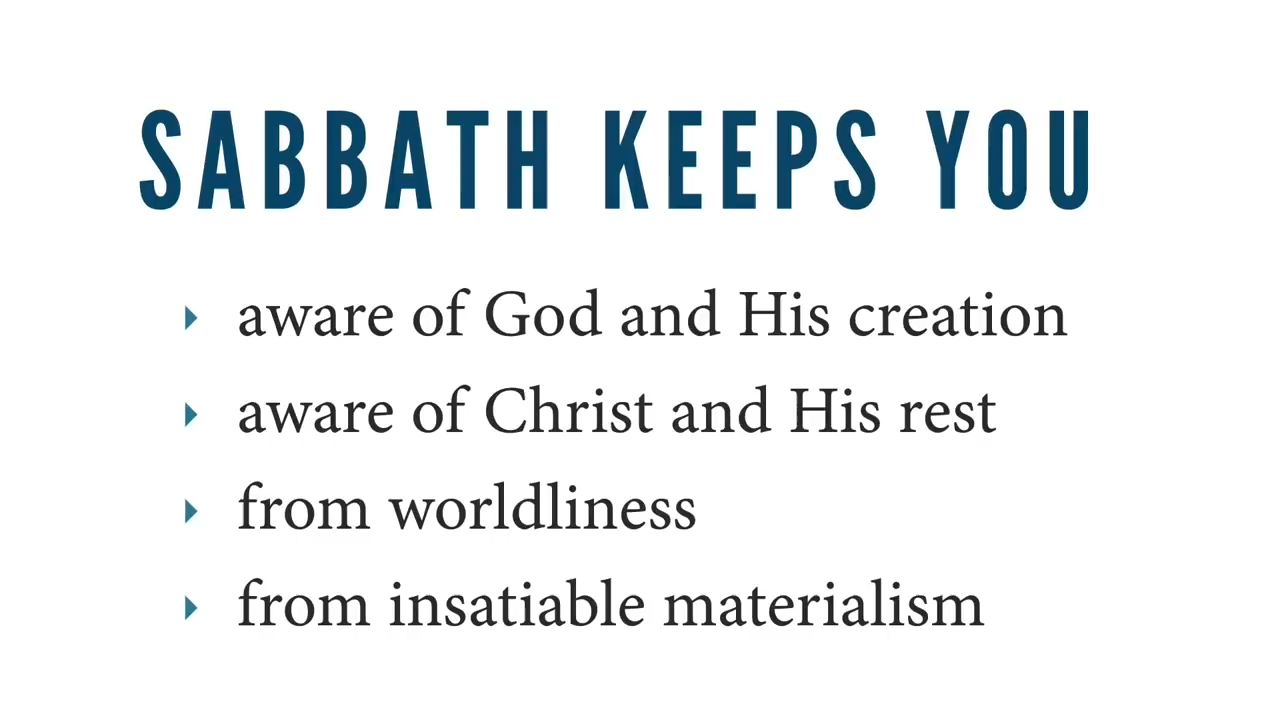 SABBATH KEEPS YOU
aware of God and His creation
aware of Christ and His rest
from worldliness
from insatiable materialism